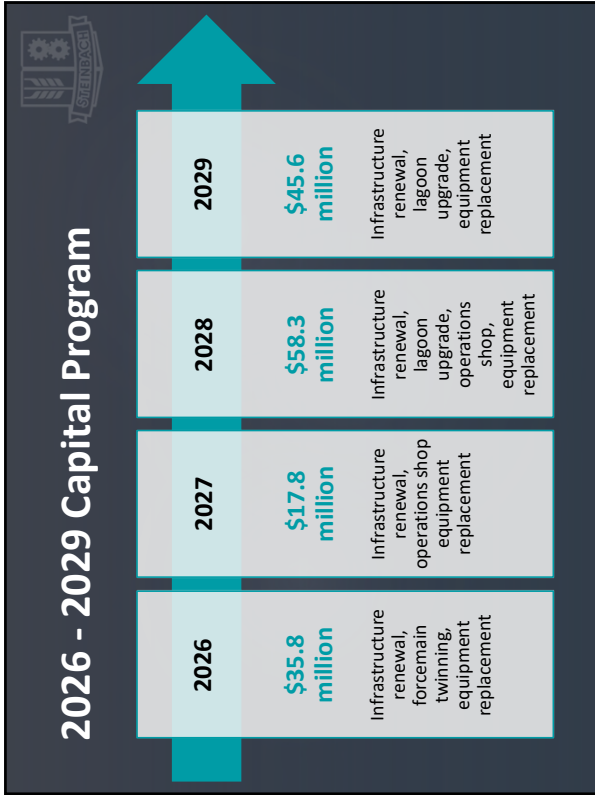 2026 - 2029 Capital Program
STEINBACH
2026
$35.8
million
Infrastructure
renewal,
forcemain
twinning,
equipment
replacement
2027
$17.8
million
Infrastructure
renewal,
operations shop
equipment
replacement
2028
$58.3
million
Infrastructure
renewal,
lagoon
upgrade,
operations
shop,
equipment
replacement
2029
$45.6
million
Infrastructure
renewal,
lagoon
upgrade,
equipment
replacement